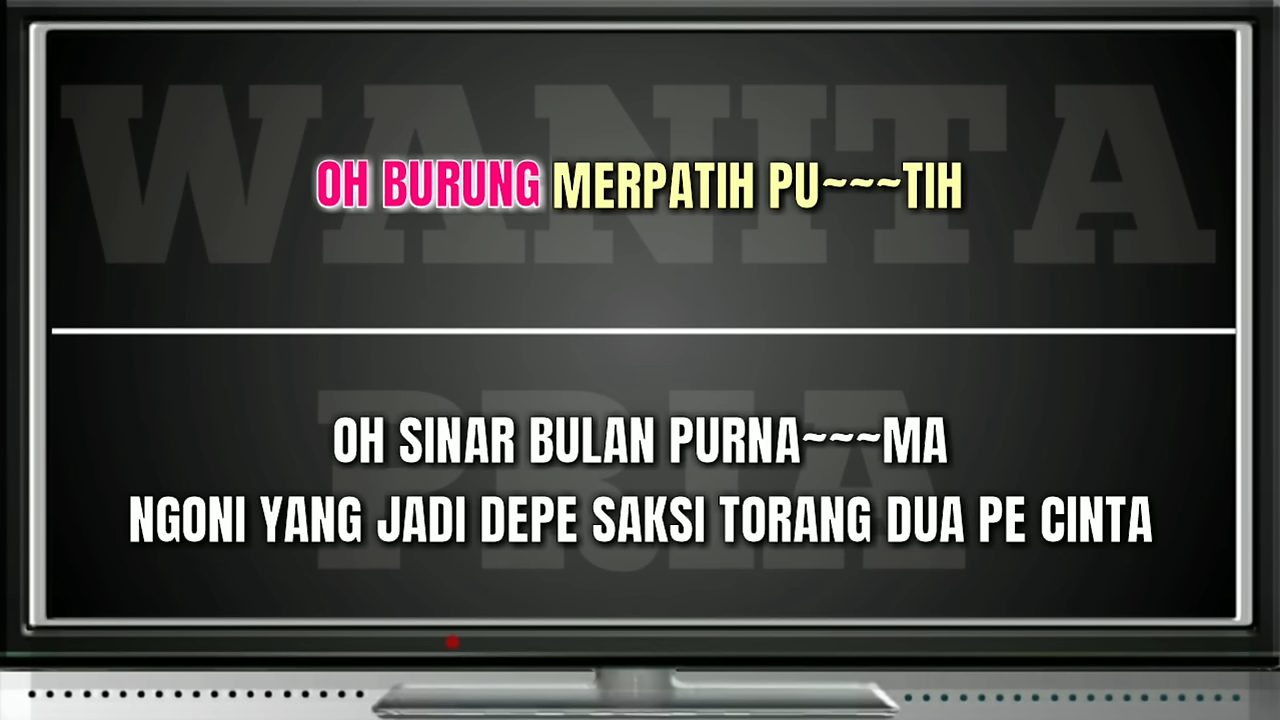 WANITA
OH BURUNG MERPATIH PU~~~TIH
PRIA
OH SINAR BULAN PURNA~~~MA
NGONI YANG JADI DEPE SAKSI TORANG DUA PE CINTA